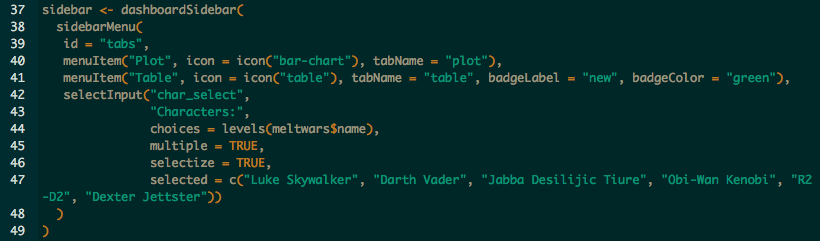 37 sidebar <- dashboardSidebar(
38   sidebarMenu(
39    id = "tabs",
40    menuItem("Plot", icon = icon("bar-chart"), tabName = "plot"),
41    menuItem("Table", icon = icon("table"), tabName = "table", badgeLabel = "new", badgeColor = "green"),
42    selectInput("char_select",
43                "Characters:",
44                choices = levels(meltwars$name),
45                multiple = TRUE,
46                selectize = TRUE,
47                selected = c("Luke Skywalker", "Darth Vader", "Jabba Desilijic Tiure", "Obi-Wan Kenobi", "R2
-D2", "Dexter Jettster"))
48   )
49 )